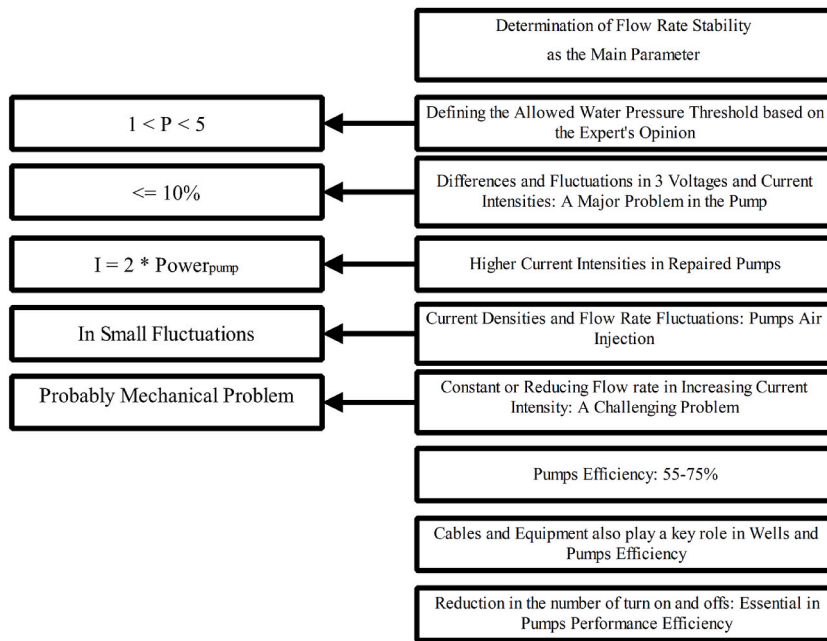 Determination of Flow Rate Stability
as the Main Parameter
1 < P < 5
Defining the Allowed Water Pressure Threshold based on
the Expert's Opinion
<= 10%
Differences and Fluctuations in 3 Voltages and Current
Intensities: A Major Problem in the Pump
I = 2 * Powerpump
Higher Current Intensities in Repaired Pumps
In Small Fluctuations
Current Densities and Flow Rate Fluctuations: Pumps Air
Injection
Probably Mechanical Problem
Constant or Reducing Flow rate in Increasing Current
Intensity: A Challenging Problem
Pumps Efficiency: 55-75%
Cables and Equipment also play a key role in Wells and
Pumps Efficiency
Reduction in the number of turn on and offs: Essential in
Pumps Performance Efficiency